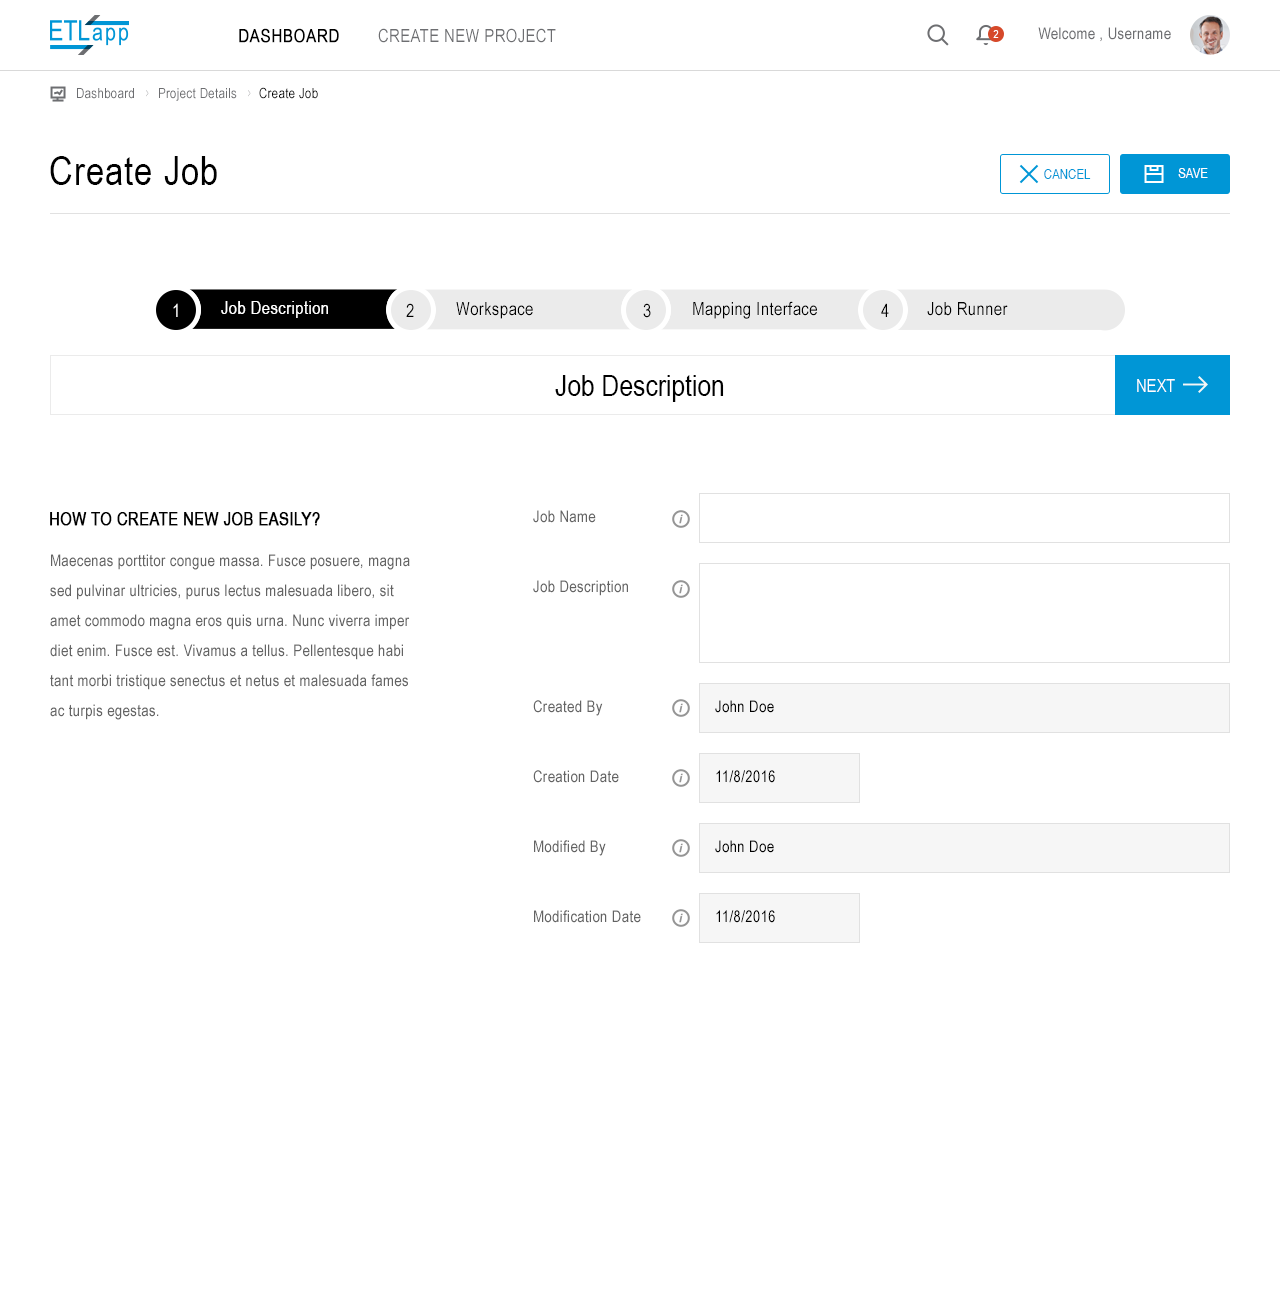 ETLapp
DASHBOARD CREATE NEW PROJECT
2
Welcome , Username
Dashboard › Project Details › Create Job
Create Job
CANCEL
SAVE
1 Job Description
2 Workspace
3 Mapping Interface
4 Job Runner
Job Description
NEXT
HOW TO CREATE NEW JOB EASILY?
Maecenas porttitor congue massa. Fusce posuere, magna
sed pulvinar ultricies, purus lectus malesuada libero, sit
amet commodo magna eros quis urna. Nunc viverra imper
diet enim. Fusce est. Vivamus a tellus. Pellentesque habi
tant morbi tristique senectus et netus et malesuada fames
ac turpis egestas.
Job Name i
Job Description i
Created By i John Doe
Creation Date i 11/8/2016
Modified By i John Doe
Modification Date i 11/8/2016